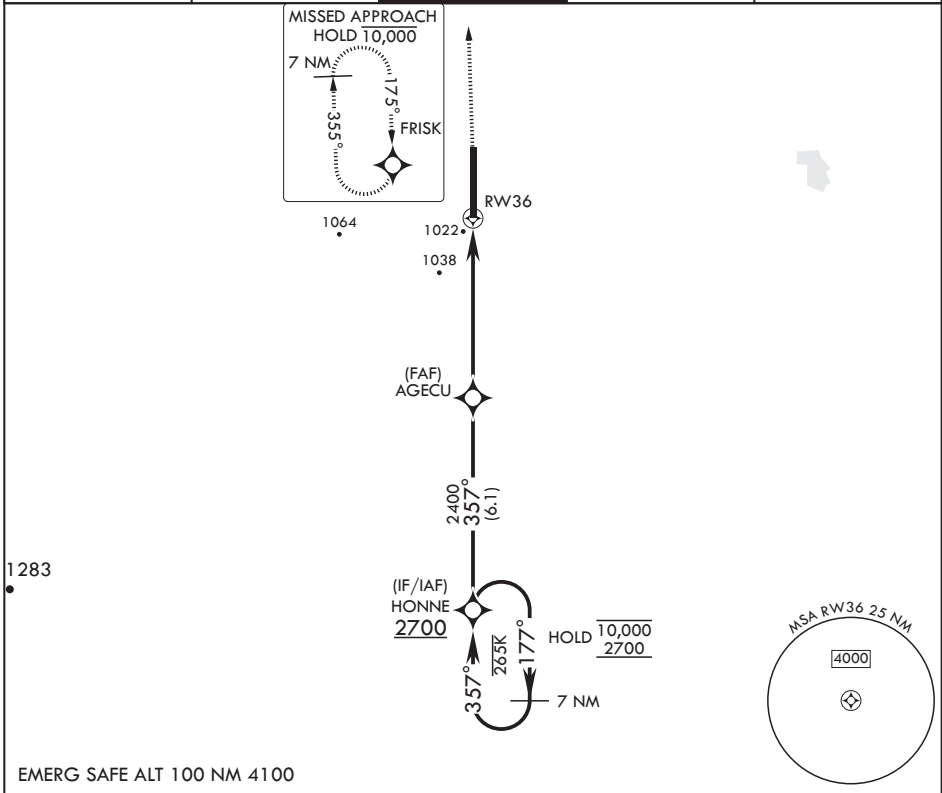 MISSED APPROACH
HOLD 10,000
7 NM
175°
355°
FRISK
RW36
1064
1022
1038
(FAF)
AGECU
2400
357°
(6.1)
1283
(IF/IAF)
HONNE
2700
265K
177°
357°
HOLD 10,000
2700
7 NM
MSA RW36 25 NM
4000
EMERG SAFE ALT 100 NM 4100